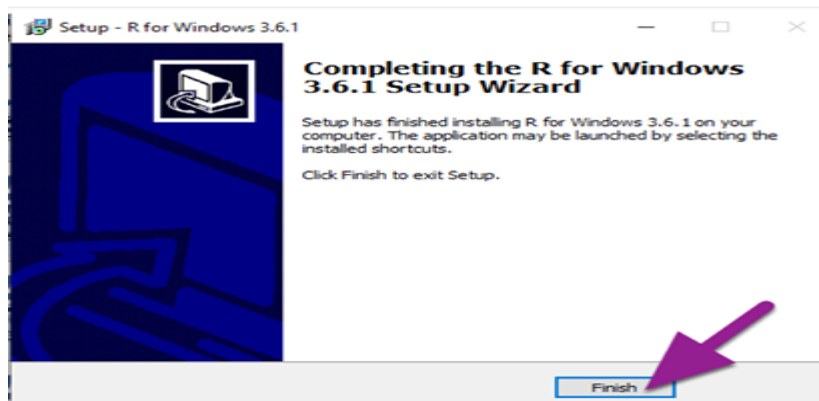 Setup - R for Windows 3.6.1
Completing the R for Windows
3.6.1 Setup Wizard
Setup has finished installing R for Windows 3.6.1 on your
computer. The application may be launched by selecting the
installed shortcuts.
Click Finish to exit Setup.
Finish